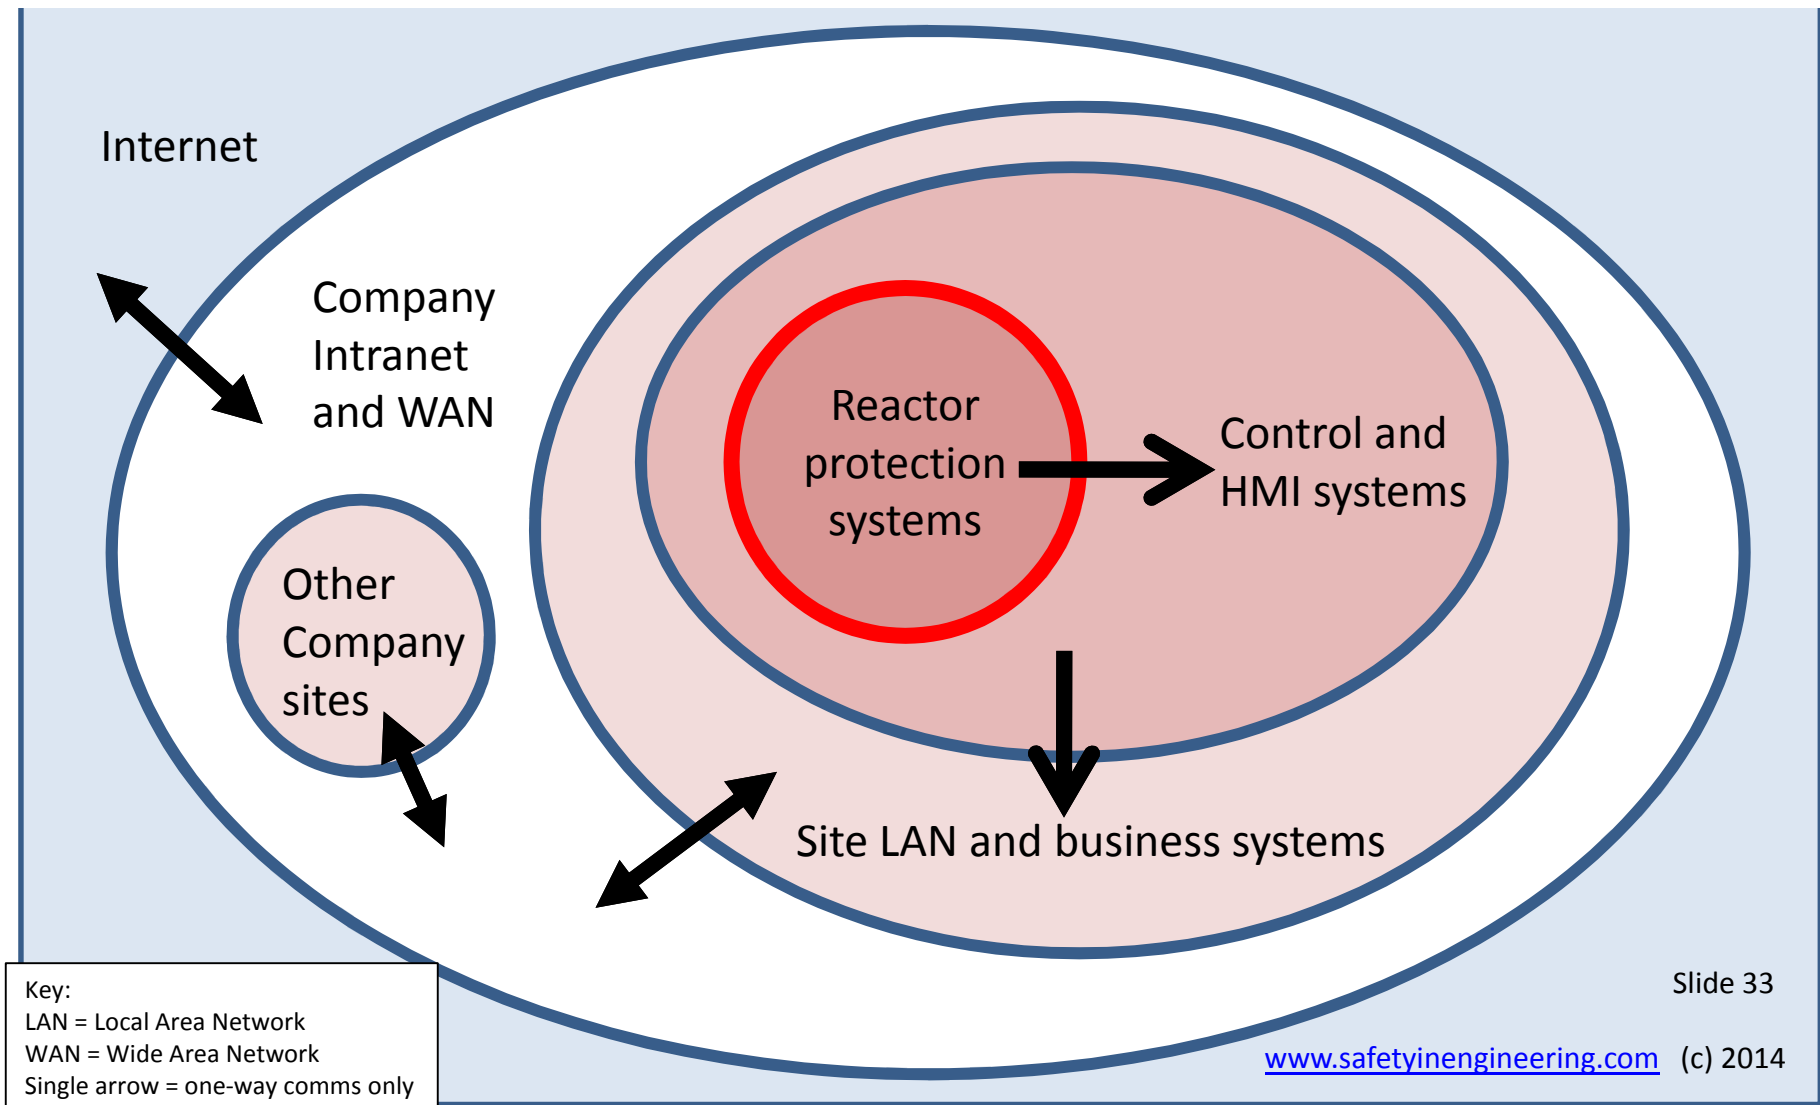 Internet
Company
Intranet
and WAN
Reactor
protection
systems
Control and
HMI systems
Other
Company
sites
Site LAN and business systems
Key:
LAN = Local Area Network
WAN = Wide Area Network
Single arrow = one-way comms only
Slide 33
www.safetyinengineering.com (c) 2014